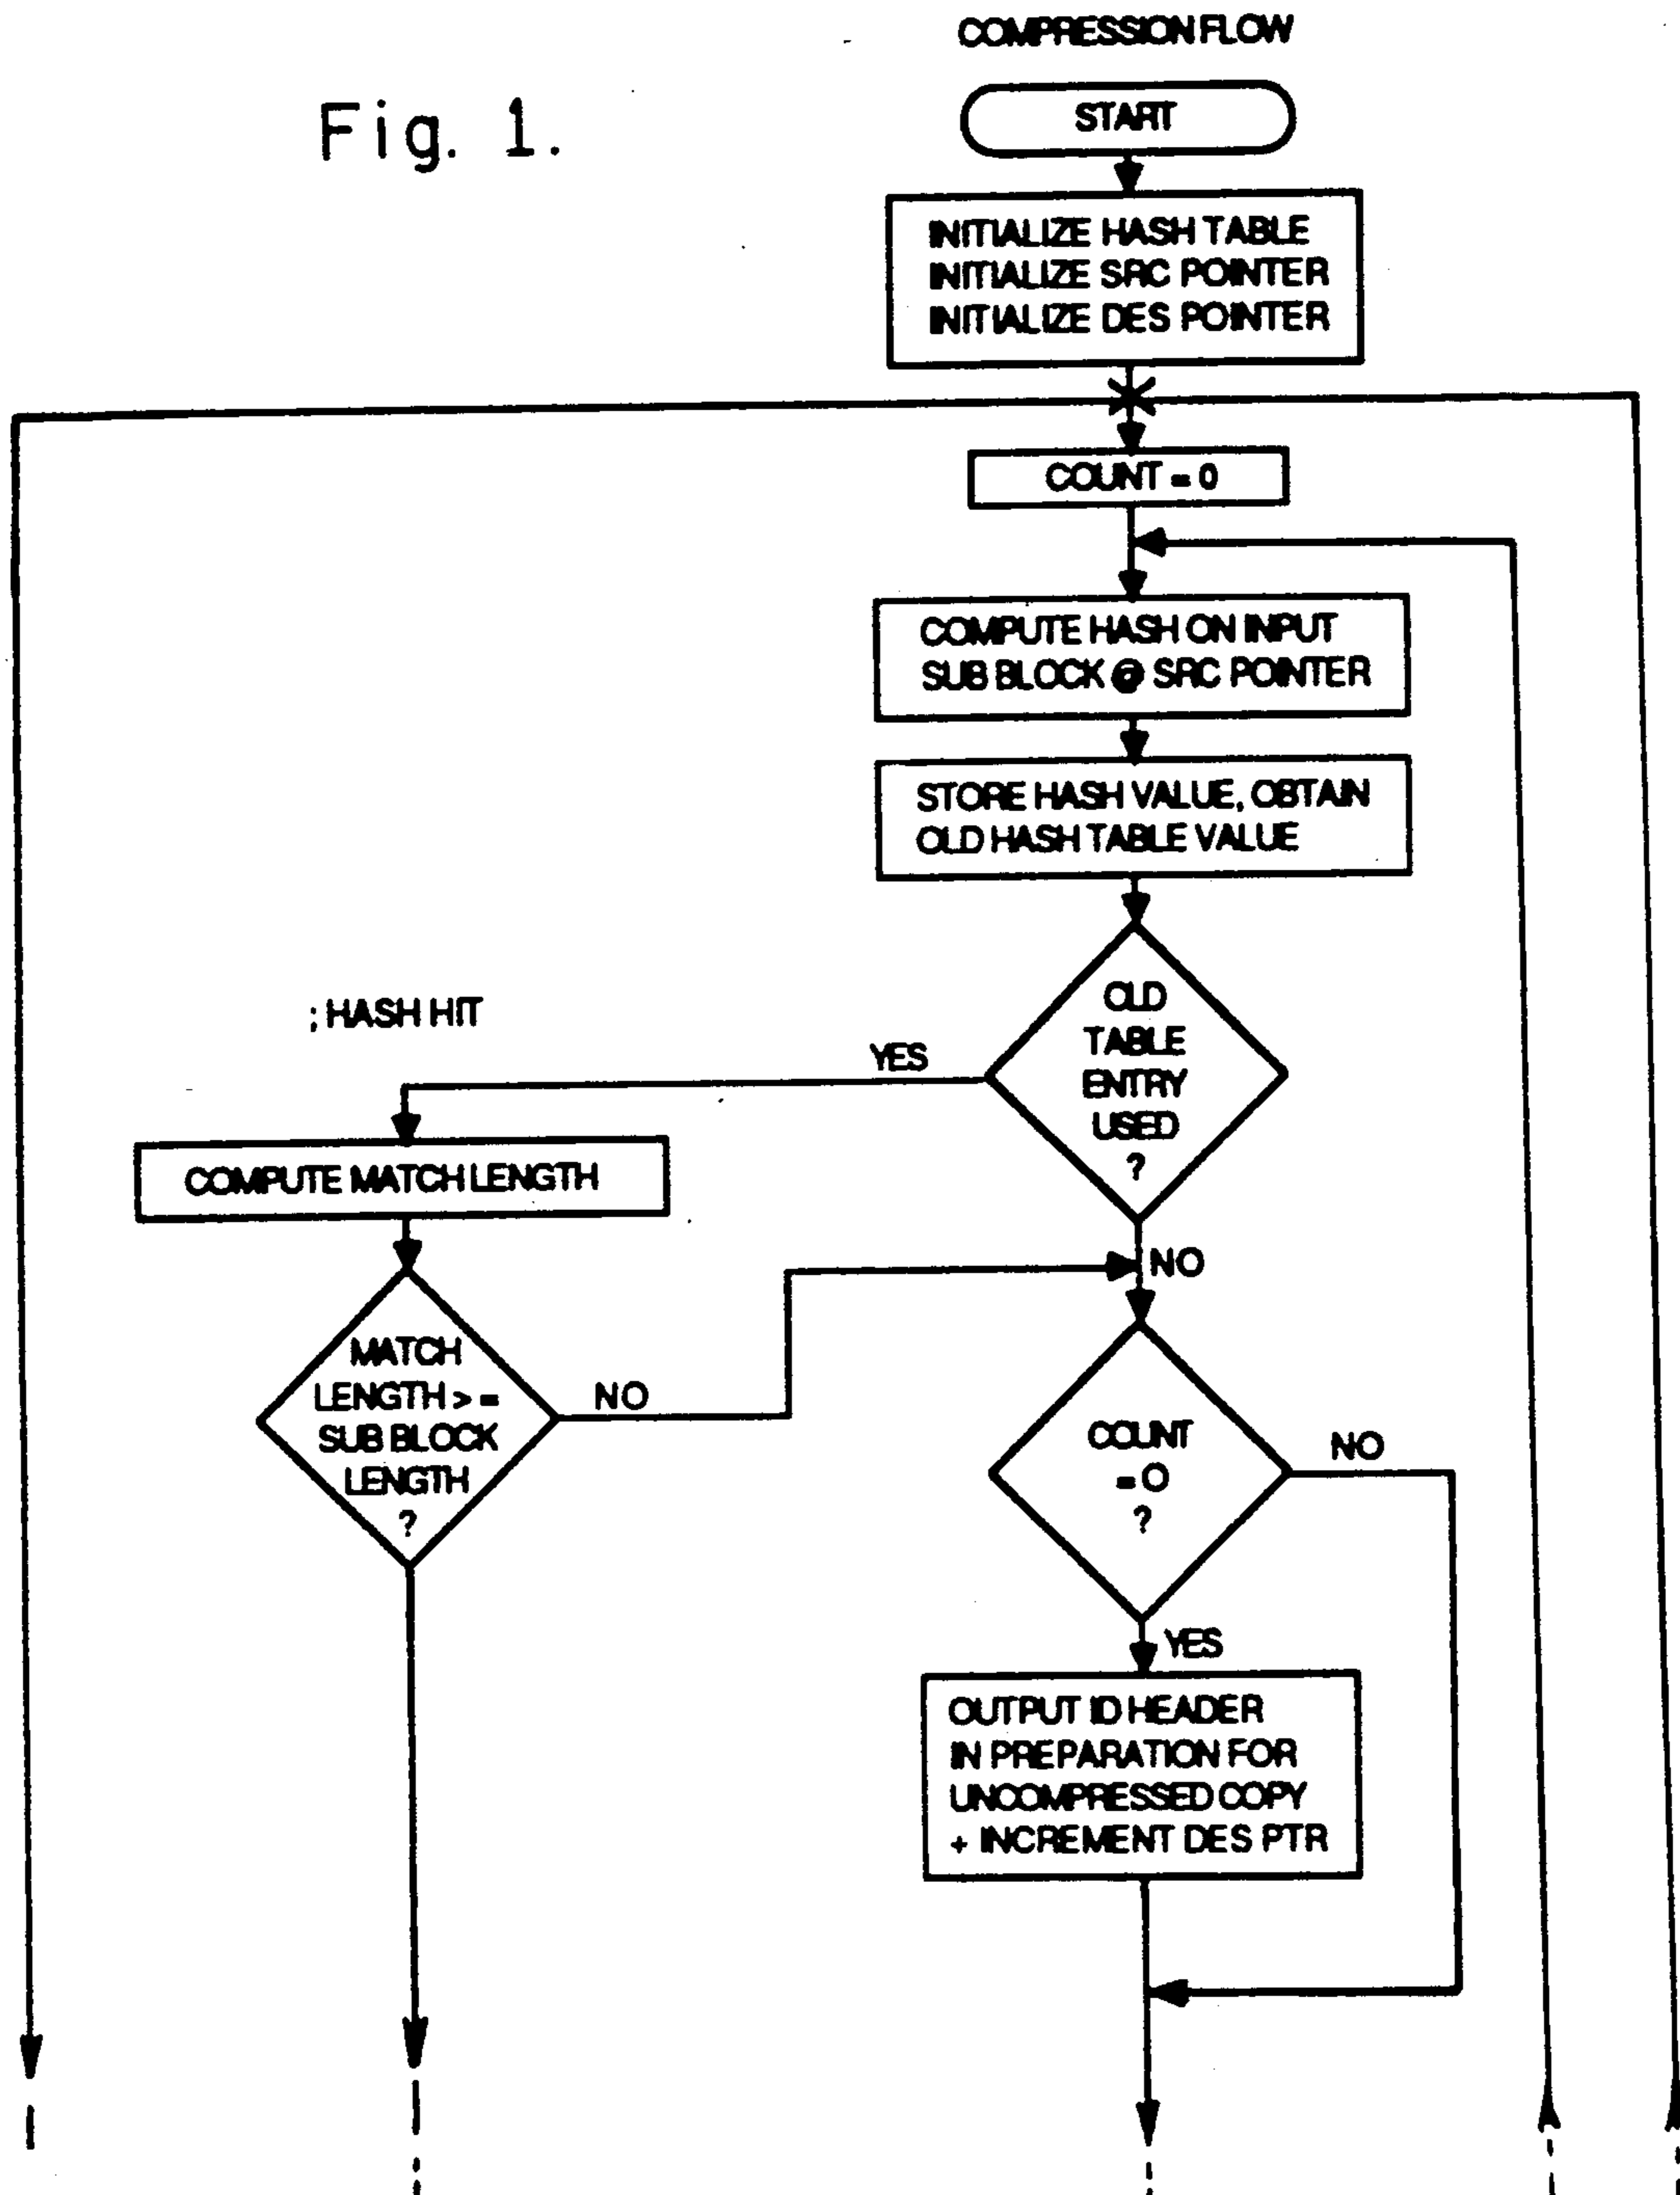 COMPRESSION FLOW
Fig. 1.
START
INITIALIZE HASH TABLE
INITIALIZE SRC POINTER
INITIALIZE DES POINTER
COUNT = 0
COMPUTE HASH ON INPUT
SUB BLOCK @ SRC POINTER
STORE HASH VALUE, OBTAIN
OLD HASH TABLE VALUE
OLD
TABLE
ENTRY
USED
?
YES
; HASH HIT
COMPUTE MATCH LENGTH
NO
MATCH
LENGTH > =
SUB BLOCK
LENGTH
?
NO
COUNT
= O
?
NO
YES
OUTPUT ID HEADER
IN PREPARATION FOR
UNCOMPRESSED COPY
+ INCREMENT DES PTR